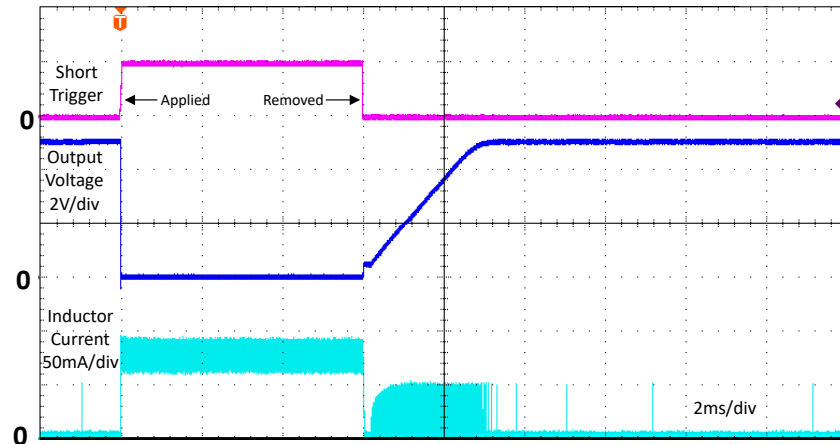 T
Short
Trigger
Applied
Removed
0
Output
Voltage
2V/div
0
Inductor
Current
50mA/div
2ms/div
0